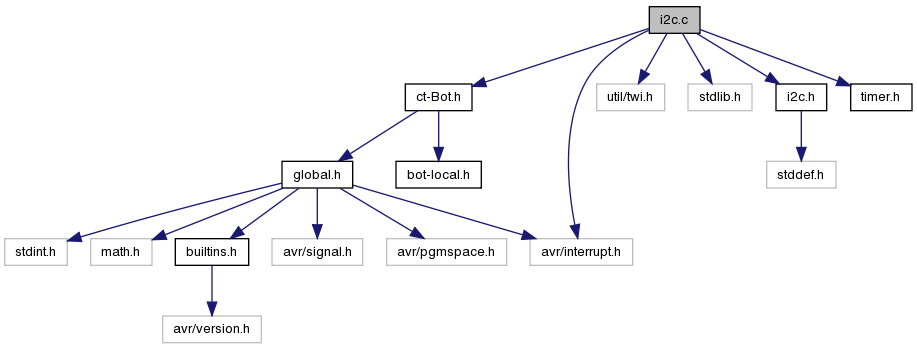 i2c.c
ct-Bot.h
util/twi.h
stdlib.h
i2c.h
timer.h
global.h
bot-local.h
stddef.h
stdint.h
math.h
builtins.h
avr/signal.h
avr/pgmspace.h
avr/interrupt.h
avr/version.h